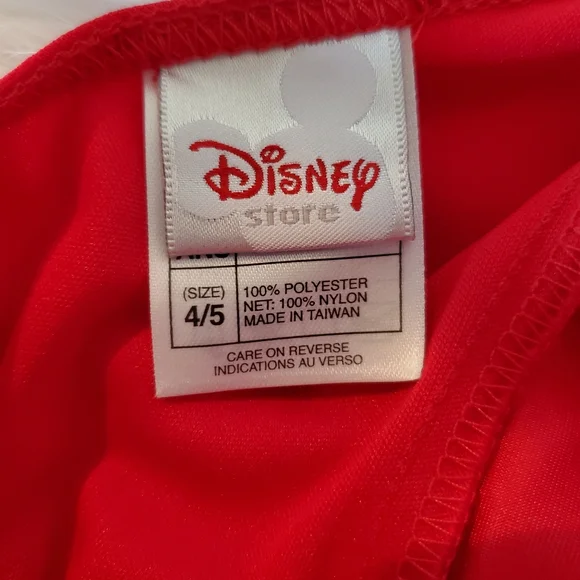 Disney
store
(SIZE)
4/5
100% POLYESTER
NET: 100% NYLON
MADE IN TAIWAN
CARE ON REVERSE
INDICATIONS AU VERSO